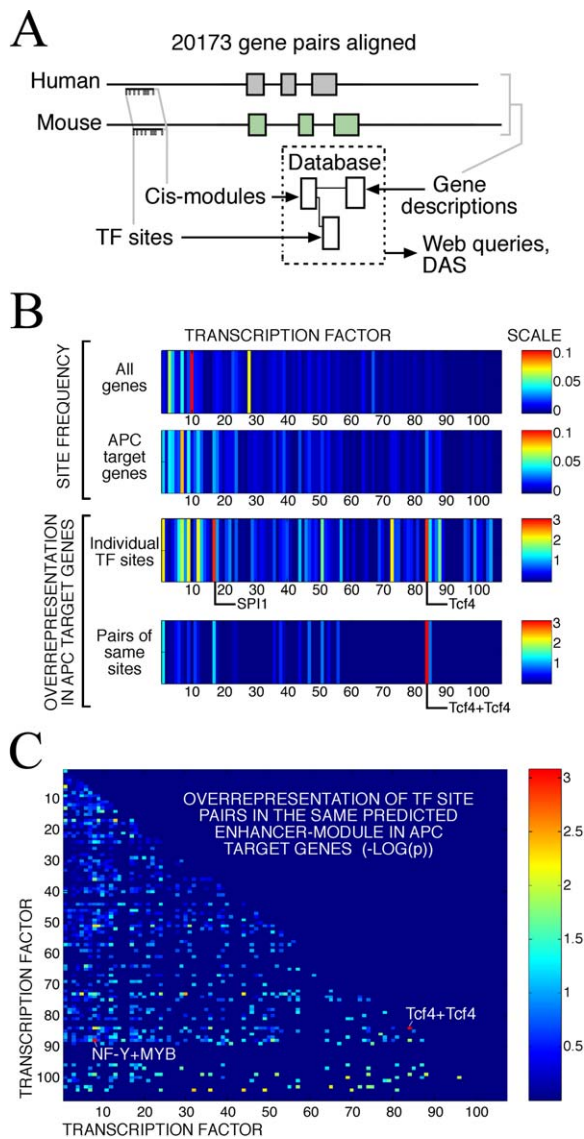 A
20173 gene pairs aligned
Human
Mouse
Database
Cis-modules
Gene
descriptions
TF sites
Web queries,
DAS
B
TRANSCRIPTION FACTOR
SCALE
SITE FREQUENCY
All
genes
0.1
0.05
0
10 20 30 40 50 60 70 80 90 100
APC
target
genes
0.1
0.05
0
10 20 30 40 50 60 70 80 90 100
OVERREPRESENTATION
IN APC TARGET GENES
Individual
TF sites
3
2
1
0
10 20 30 40 50 60 70 80 90 100
SPI1
Tcf4
Pairs of
same
sites
3
2
1
0
10 20 30 40 50 60 70 80 90 100
Tcf4+Tcf4
C
OVERREPRESENTATION OF TF SITE
PAIRS IN THE SAME PREDICTED
ENHANCER-MODULE IN APC
TARGET GENES (-LOG(p))
TRANSCRIPTION FACTOR
10
20
30
40
50
60
70
80
90
100
Tcf4+Tcf4
NF-Y+MYB
3
2.5
2
1.5
1
0.5
10 20 30 40 50 60 70 80 90 100
TRANSCRIPTION FACTOR